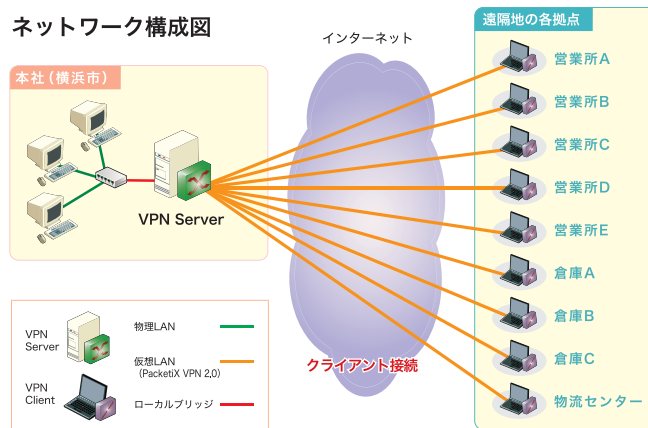 ネットワーク構成図
本社（横浜市）
VPN Server
インターネット
クライアント接続
遠隔地の各拠点
営業所A
営業所B
営業所C
営業所D
営業所E
倉庫A
倉庫B
倉庫C
物流センター
VPN
Server
VPN
Client
物理LAN
仮想LAN
（PacketiX VPN 2,0）
ローカルブリッジ